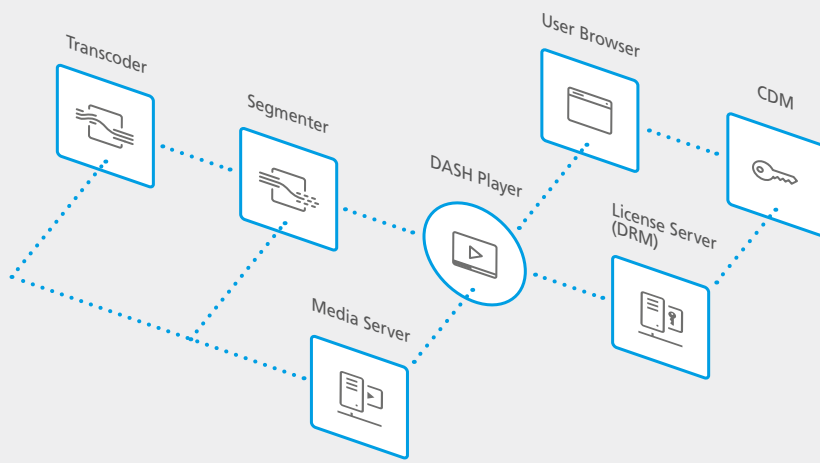 Transcoder
Segmenter
DASH Player
User Browser
CDM
License Server
(DRM)
Media Server